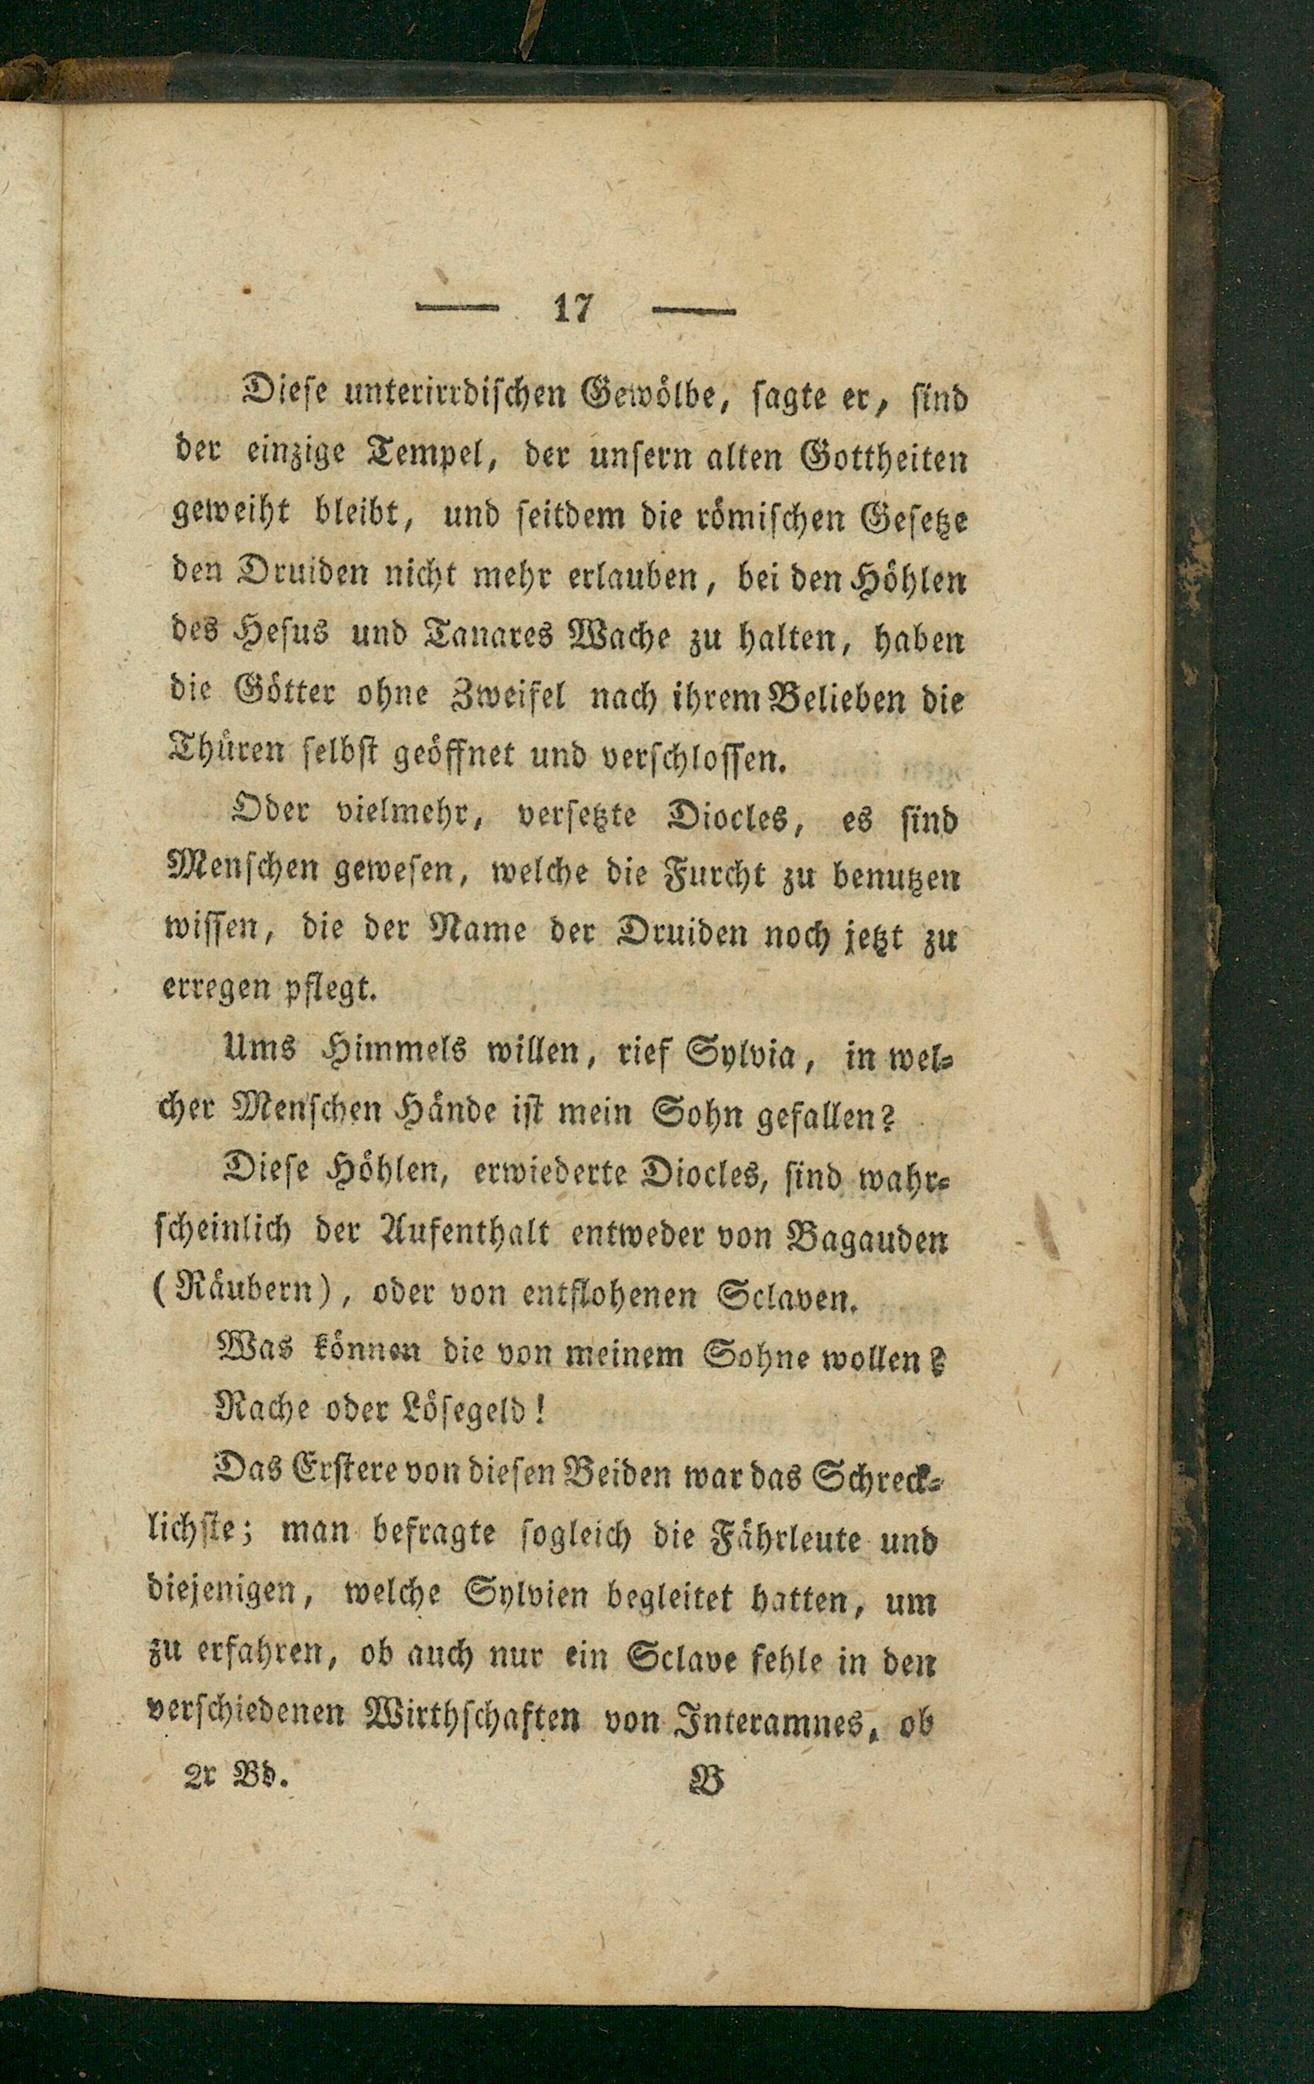 — 17 —
Diese unterirrdischen Gewölbe, sagte er, sind
der einzige Tempel, der unsern alten Gottheiten
geweiht bleibt, und seitdem die römischen Gesetze
den Druiden nicht mehr erlauben, bei den Höhlen
des Hesus und Tanares Wache zu halten, haben
die Götter ohne Zweifel nach ihrem Belieben die
Thüren selbst geöffnet und verschlossen.
Oder vielmehr, versetzte Diocles, es sind
Menschen gewesen, welche die Furcht zu benutzen
wissen, die der Name der Druiden noch jetzt zu
erregen pflegt.
Ums Himmels willen, rief Sylvia, in wel-
cher Menschen Hände ist mein Sohn gefallen?
Diese Höhlen, erwiederte Diocles, sind wahr-
scheinlich der Aufenthalt entweder von Bagauden
(Räubern), oder von entflohenen Sclaven.
Was können die von meinem Sohne wollen?
Rache oder Lösegeld!
Das Erstere von diesen Beiden war das Schreck-
lichste; man befragte sogleich die Fährleute und
diejenigen, welche Sylvien begleitet hatten, um
zu erfahren, ob auch nur ein Sclave fehle in den
verschiedenen Wirthschaften von Interamnes, ob
2r Bd. B